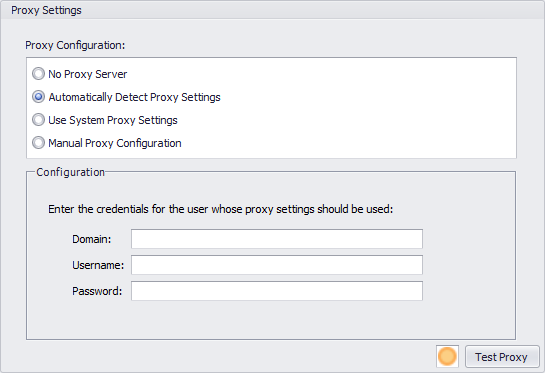 Proxy Settings
Proxy Configuration:
No Proxy Server
Automatically Detect Proxy Settings
Use System Proxy Settings
Manual Proxy Configuration
Configuration
Enter the credentials for the user whose proxy settings should be used:
Domain:
Username:
Password:
Test Proxy